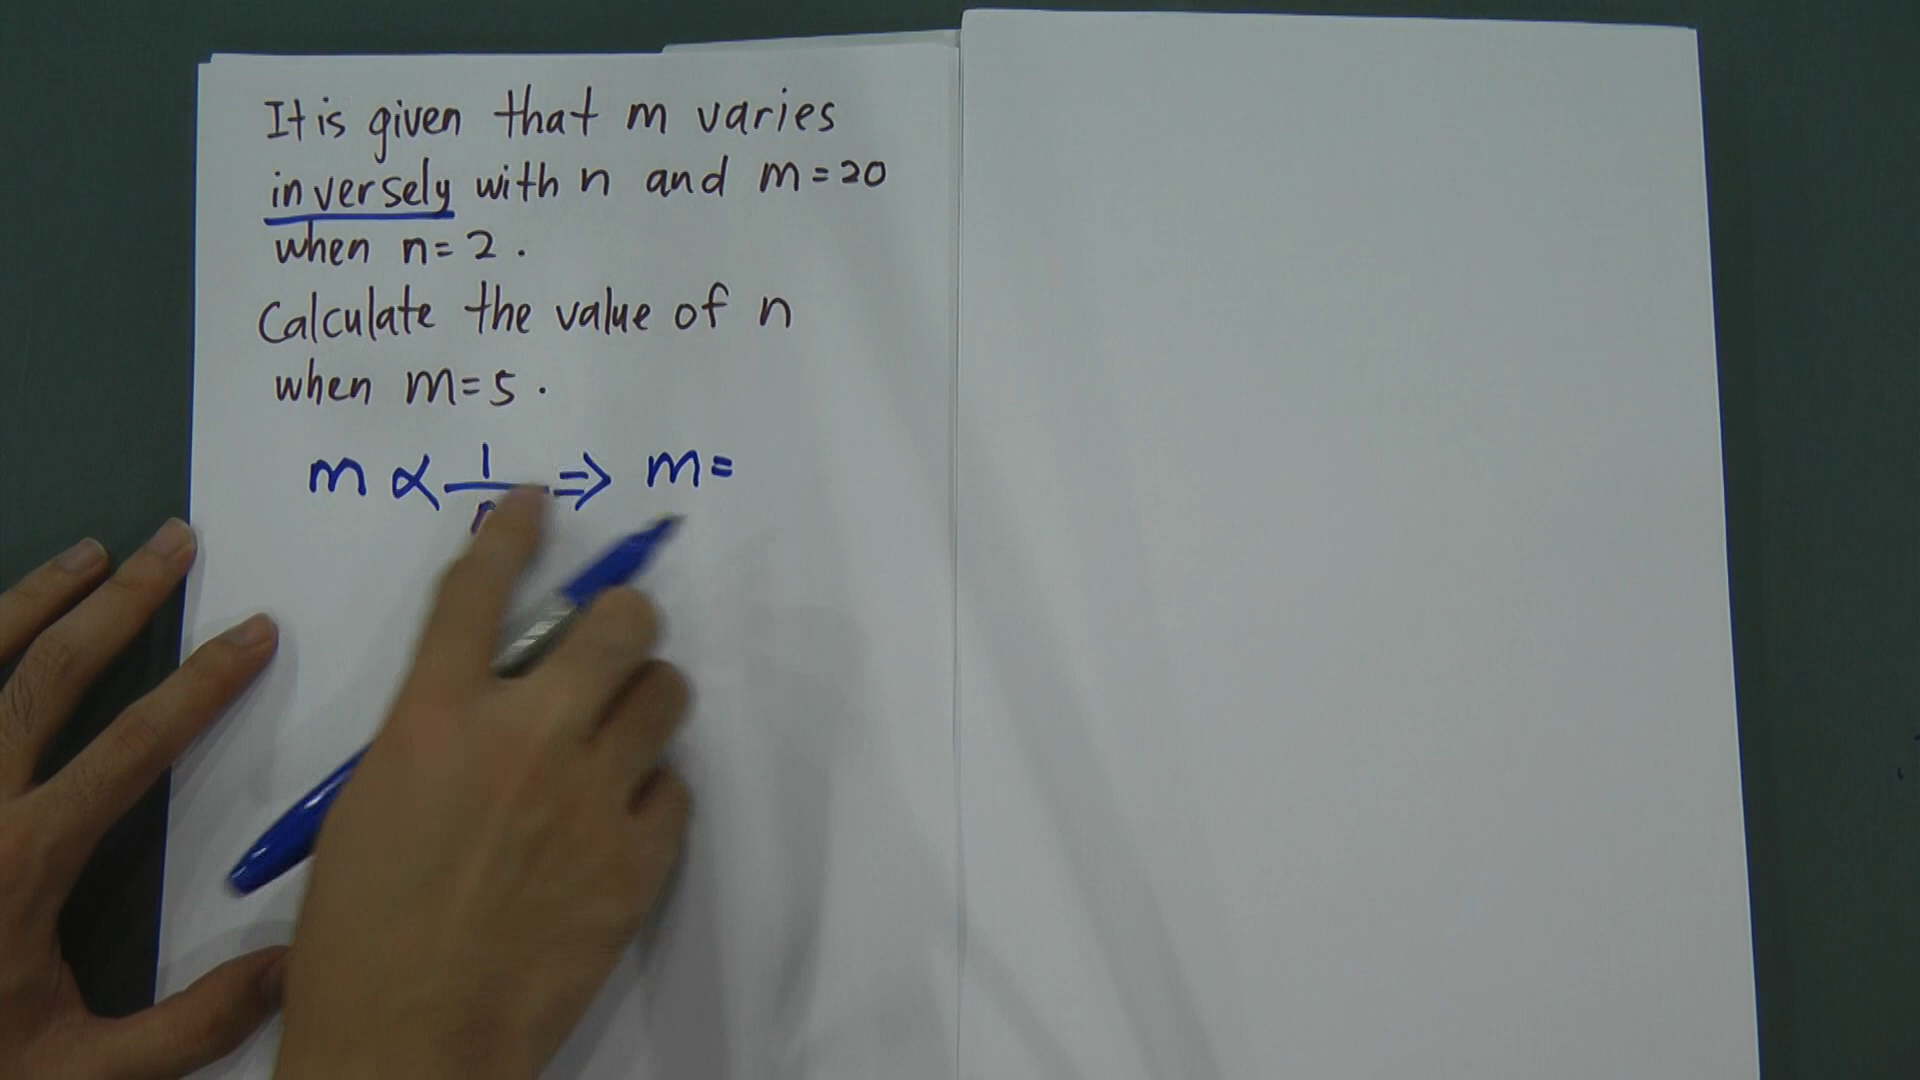 It is given that m varies
inversely with n and m = 20
when n = 2.
Calculate the value of n
when m = 5.
m ∝ 1/n ⇒ m =